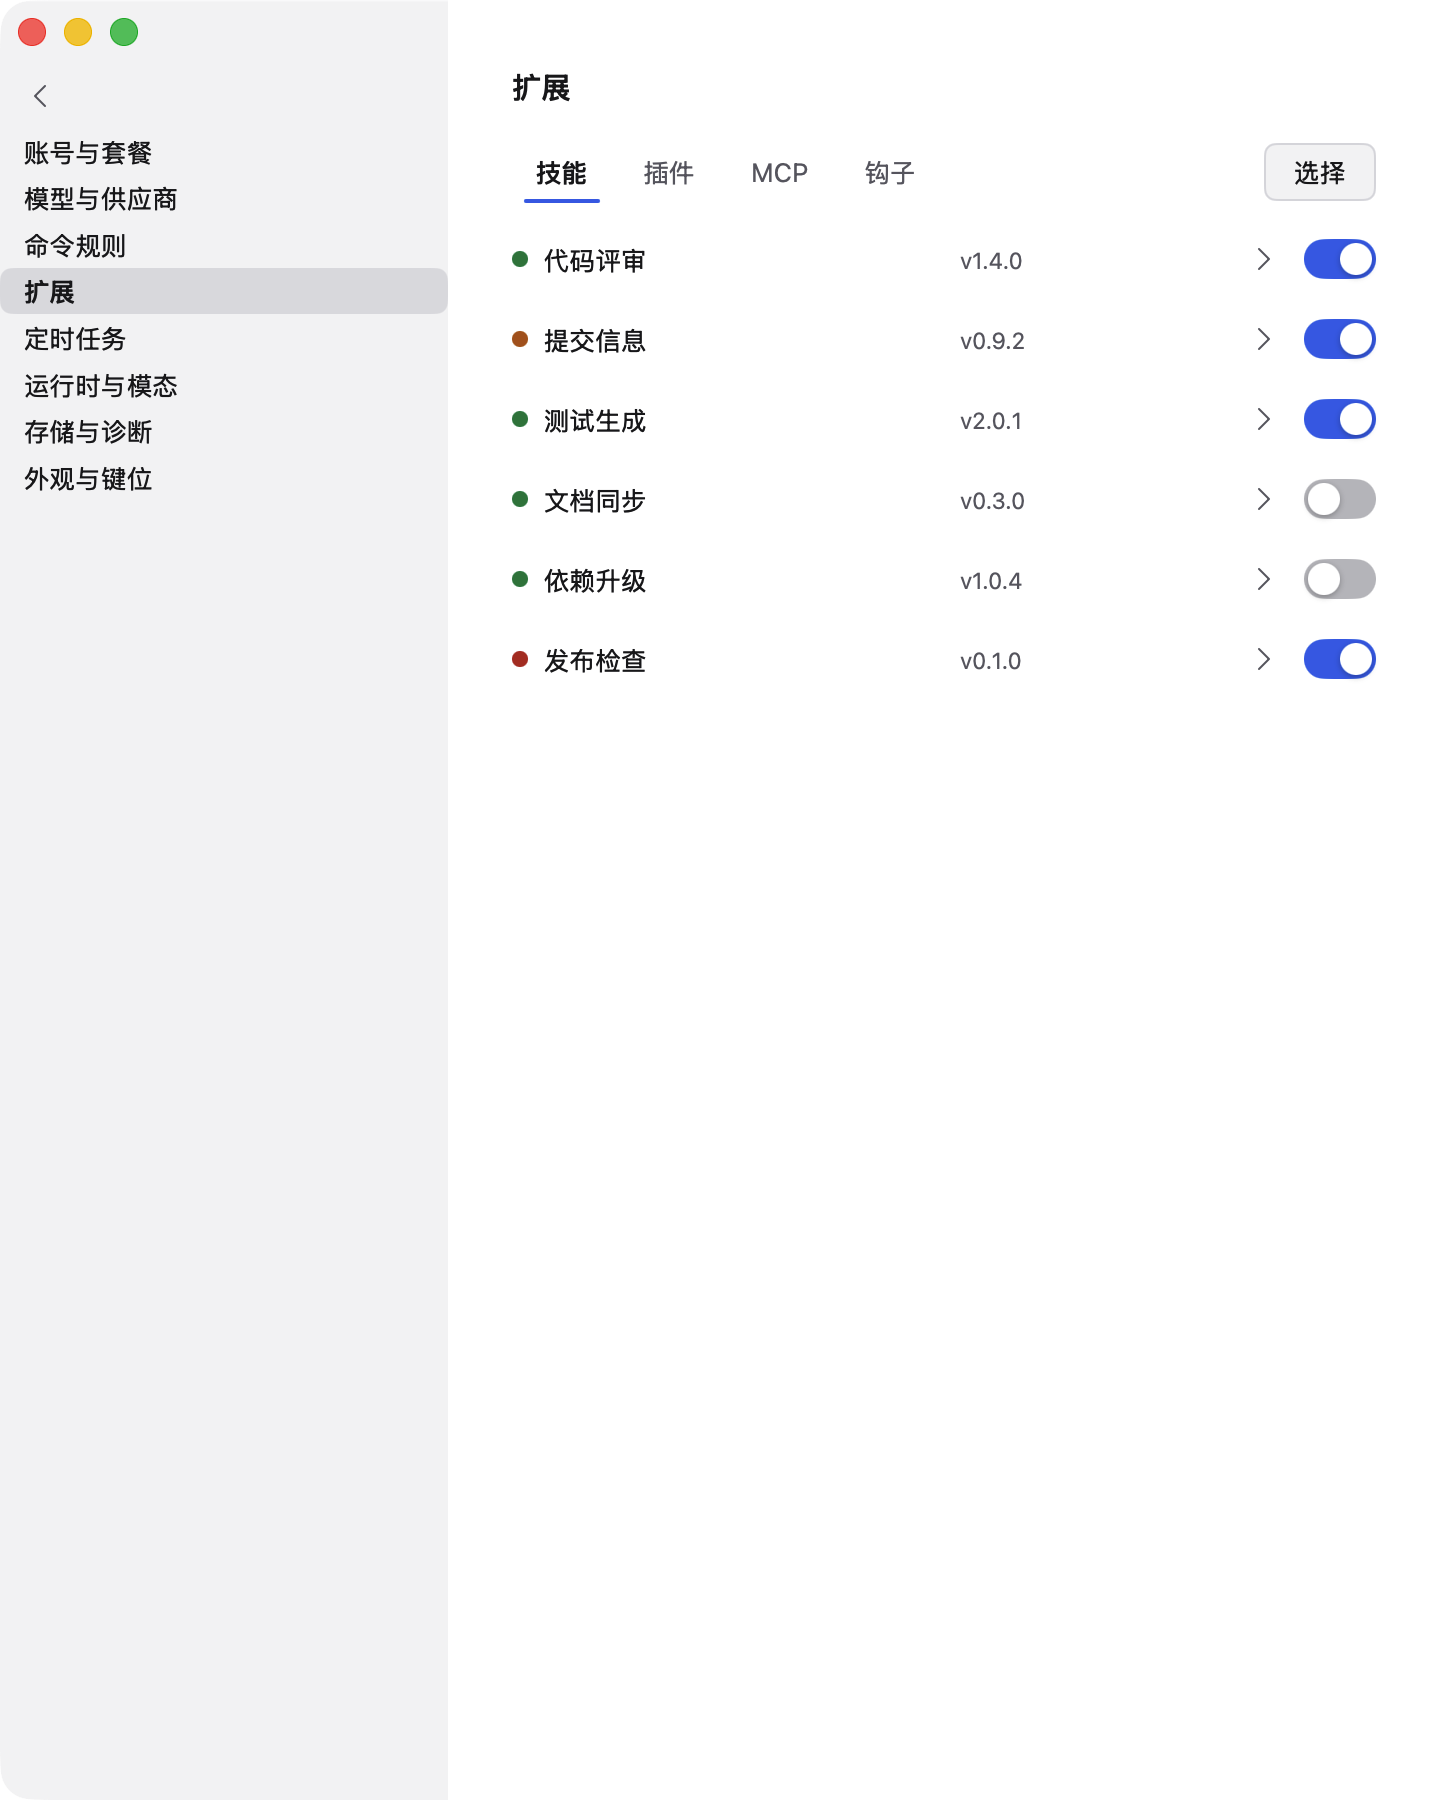 账号与套餐
模型与供应商
命令规则
扩展
定时任务
运行时与模态
存储与诊断
外观与键位
扩展
技能 插件 MCP 钩子 选择
代码评审 v1.4.0
提交信息 v0.9.2
测试生成 v2.0.1
文档同步 v0.3.0
依赖升级 v1.0.4
发布检查 v0.1.0